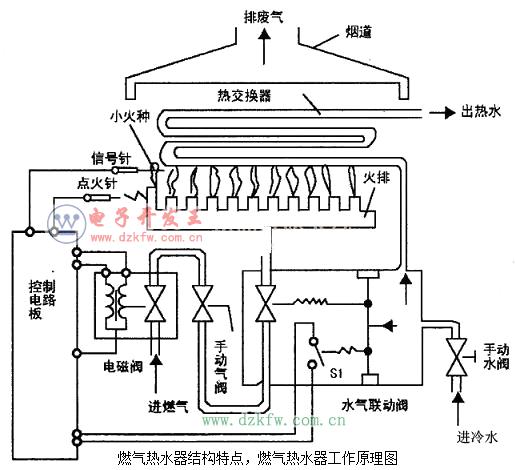 排废气
烟道
热交换器
出热水
小火种
信号针
火排
点火针
电子开发王
www.dzkfw.com.cn
控制
电路
板
手动
气阀
S1
手动
水阀
电磁阀
进燃气
水气联动阀
www.dzkfw.com.cn
进冷水
燃气热水器结构特点，燃气热水器工作原理图